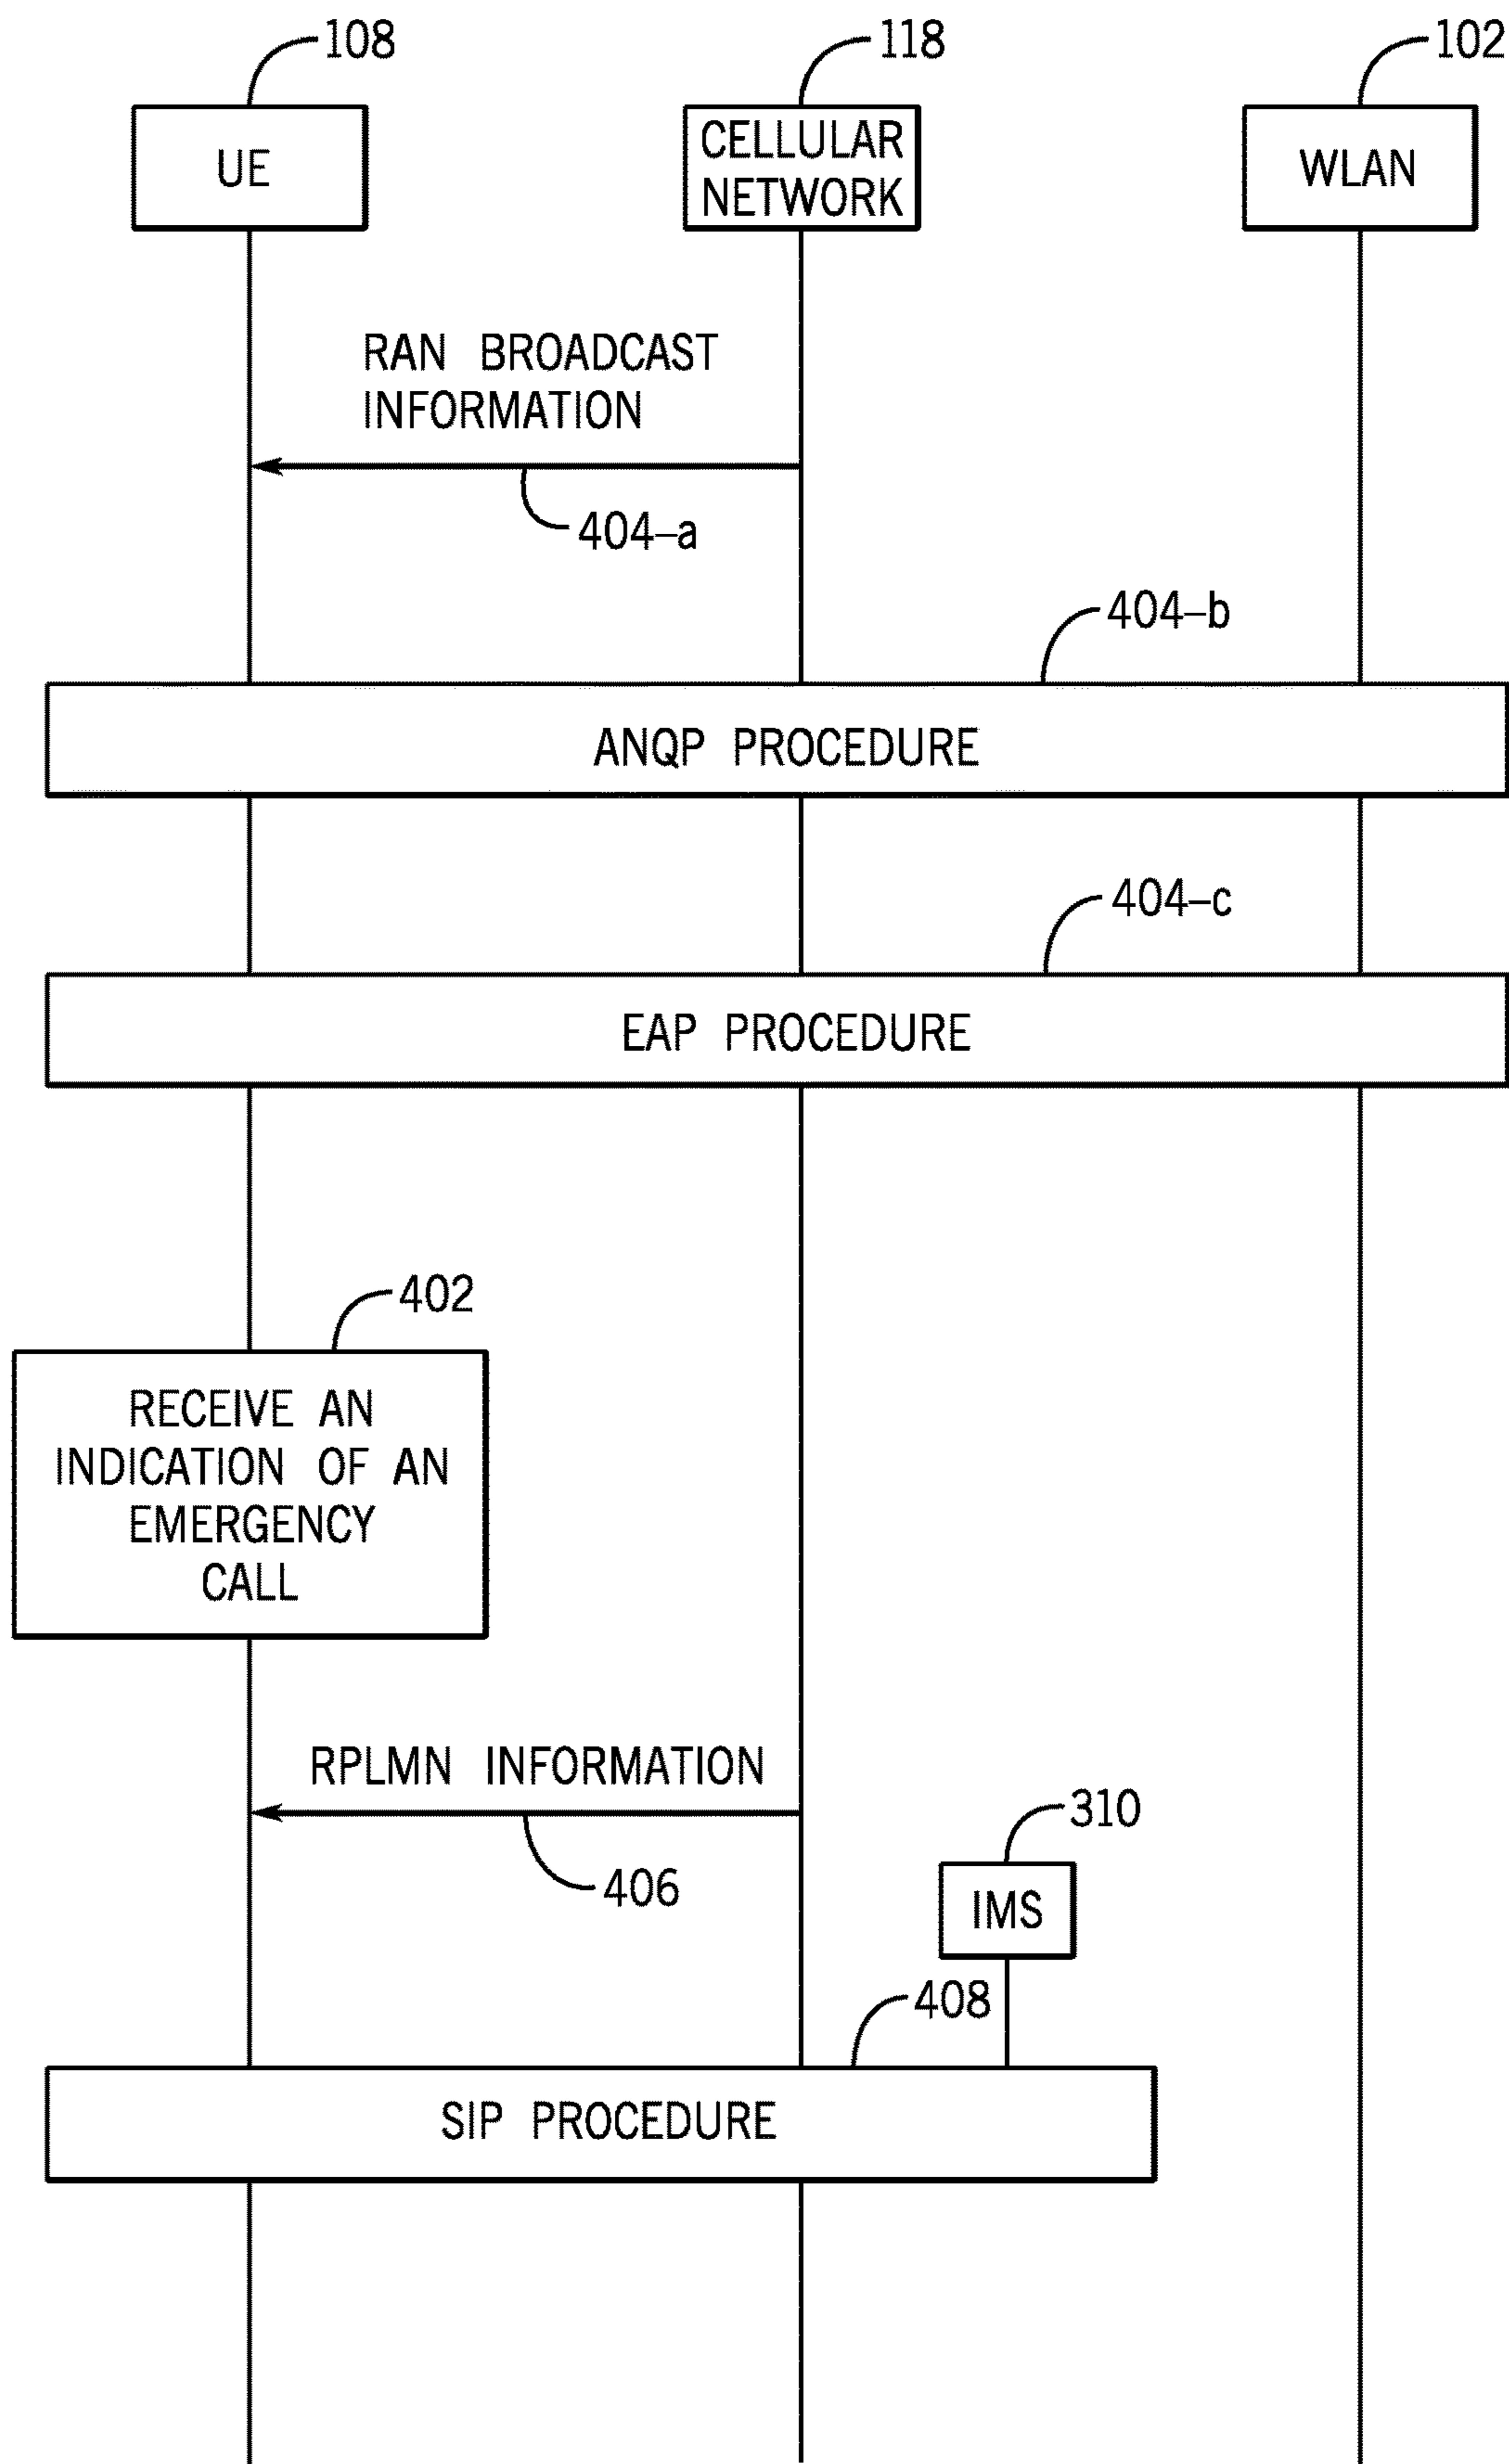 108
118
102
UE
CELLULAR
NETWORK
WLAN
RAN BROADCAST
INFORMATION
404-a
404-b
ANQP PROCEDURE
404-c
EAP PROCEDURE
402
RECEIVE AN
INDICATION OF AN
EMERGENCY
CALL
RPLMN INFORMATION
406
310
IMS
408
SIP PROCEDURE